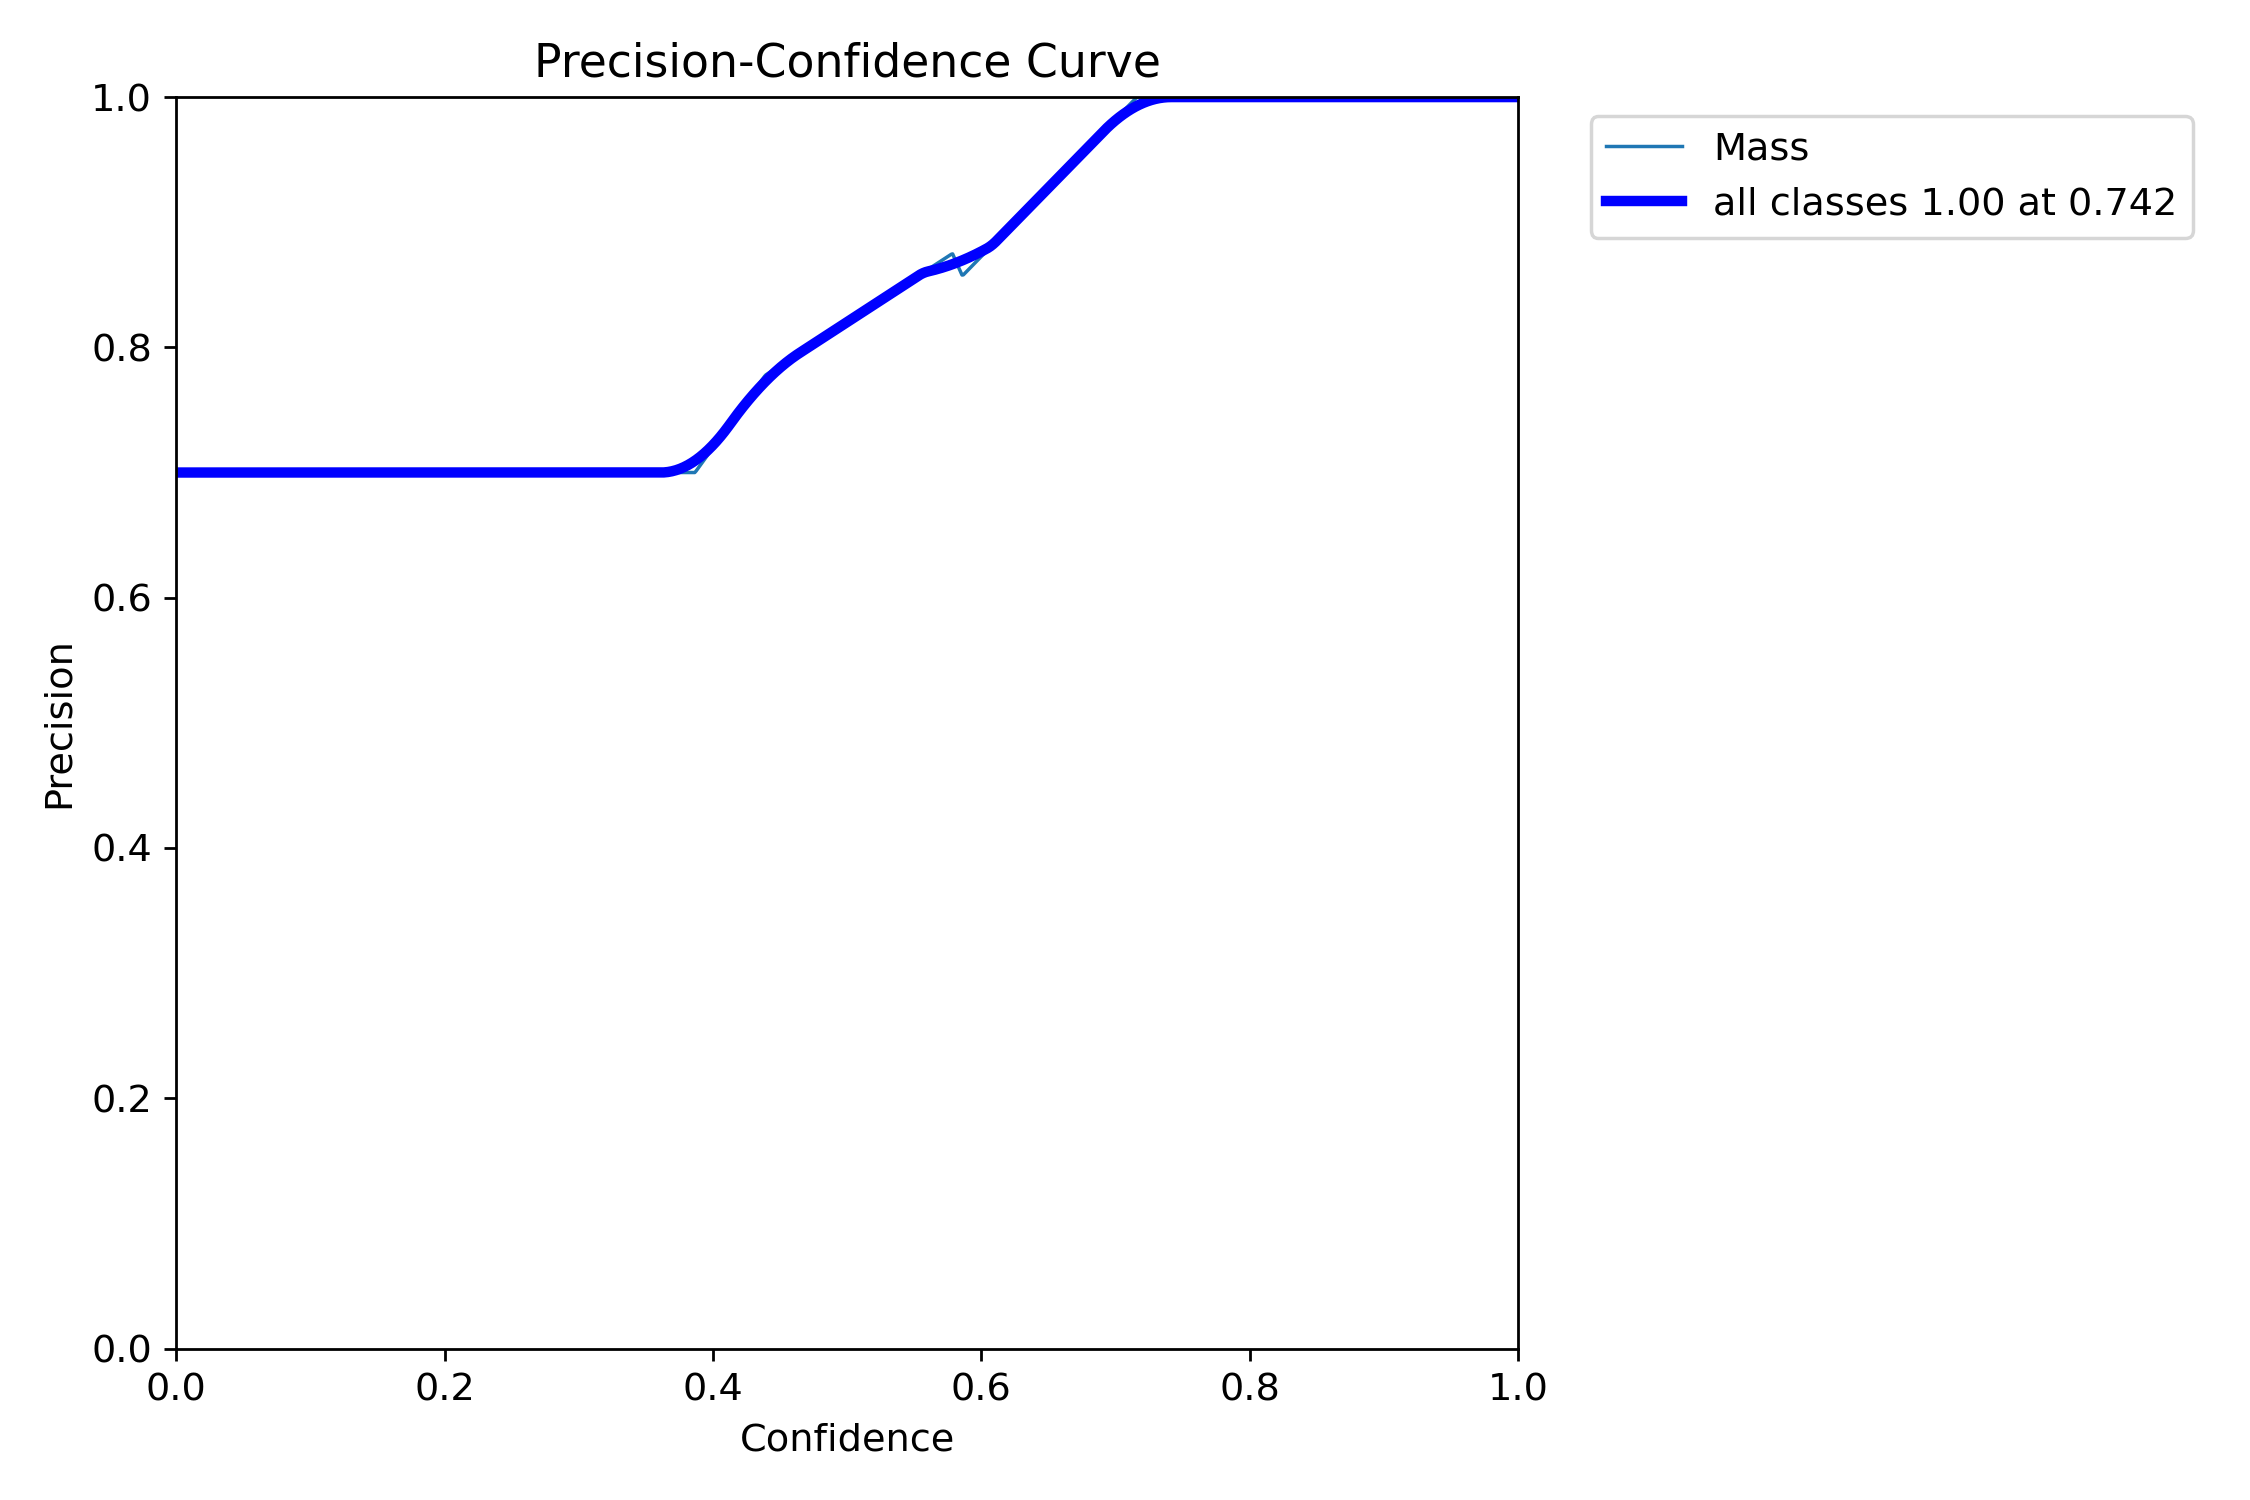 Precision-Confidence Curve
1.0
0.8
0.6
0.4
0.2
0.0
Precision
0.0 0.2 0.4 0.6 0.8 1.0
Confidence
Mass
all classes 1.00 at 0.742